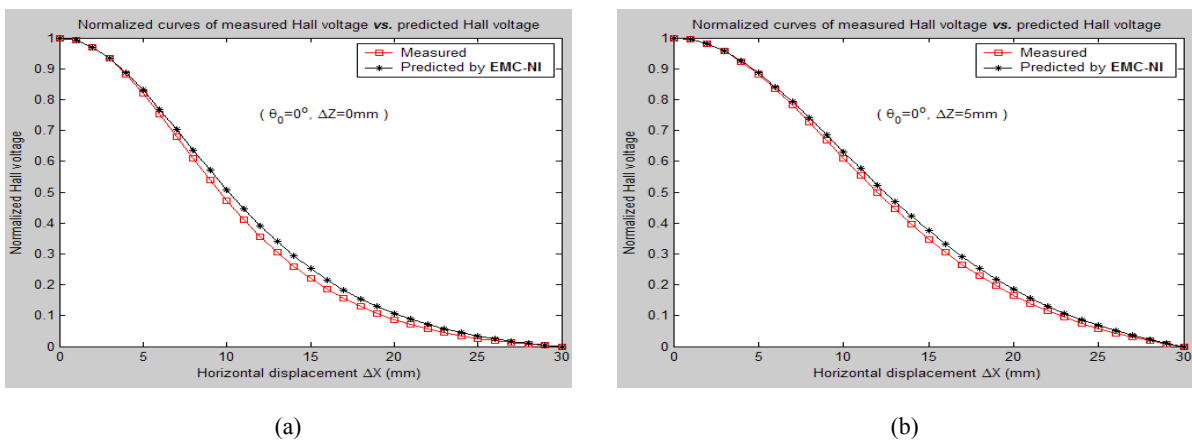 Normalized curves of measured Hall voltage vs. predicted Hall voltage
Measured
Predicted by EMC-NI
( θ0=0°, ΔZ=0mm )
Normalized Hall voltage
1
0.9
0.8
0.7
0.6
0.5
0.4
0.3
0.2
0.1
0
0 5 10 15 20 25 30
Horizontal displacement ΔX (mm)
(a)
Normalized curves of measured Hall voltage vs. predicted Hall voltage
Measured
Predicted by EMC-NI
( θ0=0°, ΔZ=5mm )
Normalized Hall voltage
1
0.9
0.8
0.7
0.6
0.5
0.4
0.3
0.2
0.1
0
0 5 10 15 20 25 30
Horizontal displacement ΔX (mm)
(b)